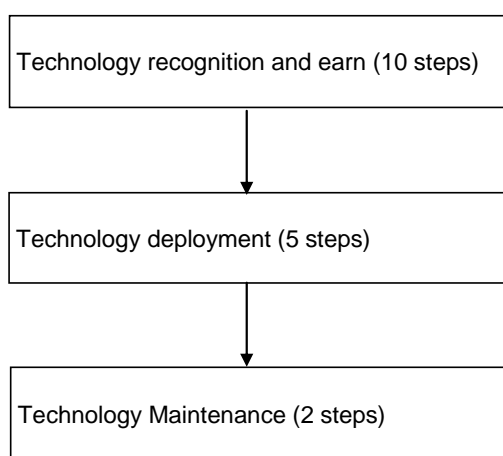 Technology recognition and earn (10 steps)
Technology deployment (5 steps)
Technology Maintenance (2 steps)